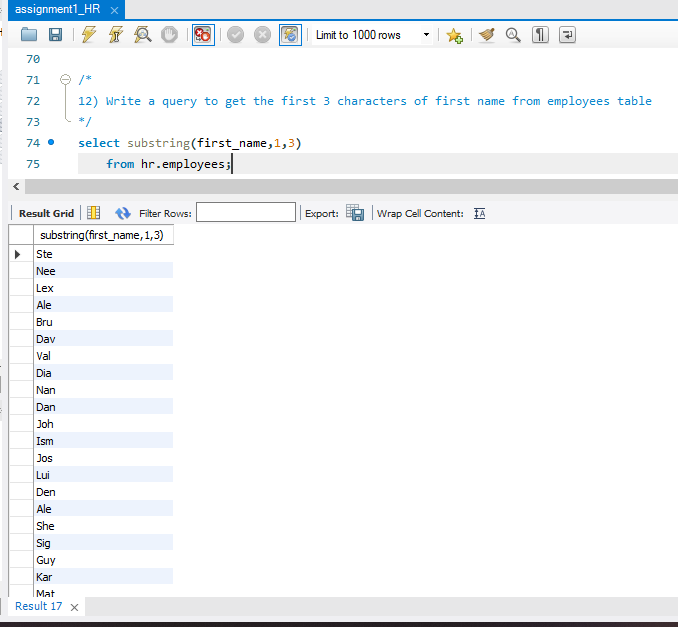 assignment1_HR
Limit to 1000 rows
70
71 /*
72 12) Write a query to get the first 3 characters of first name from employees table
73 */
74 select substring(first_name,1,3)
75 from hr.employees;
Result Grid Filter Rows: Export: Wrap Cell Content:
substring(first_name,1,3)
Ste
Nee
Lex
Ale
Bru
Dav
Val
Dia
Nan
Dan
Joh
Ism
Jos
Lui
Den
Ale
She
Sig
Guy
Kar
Mat
Result 17